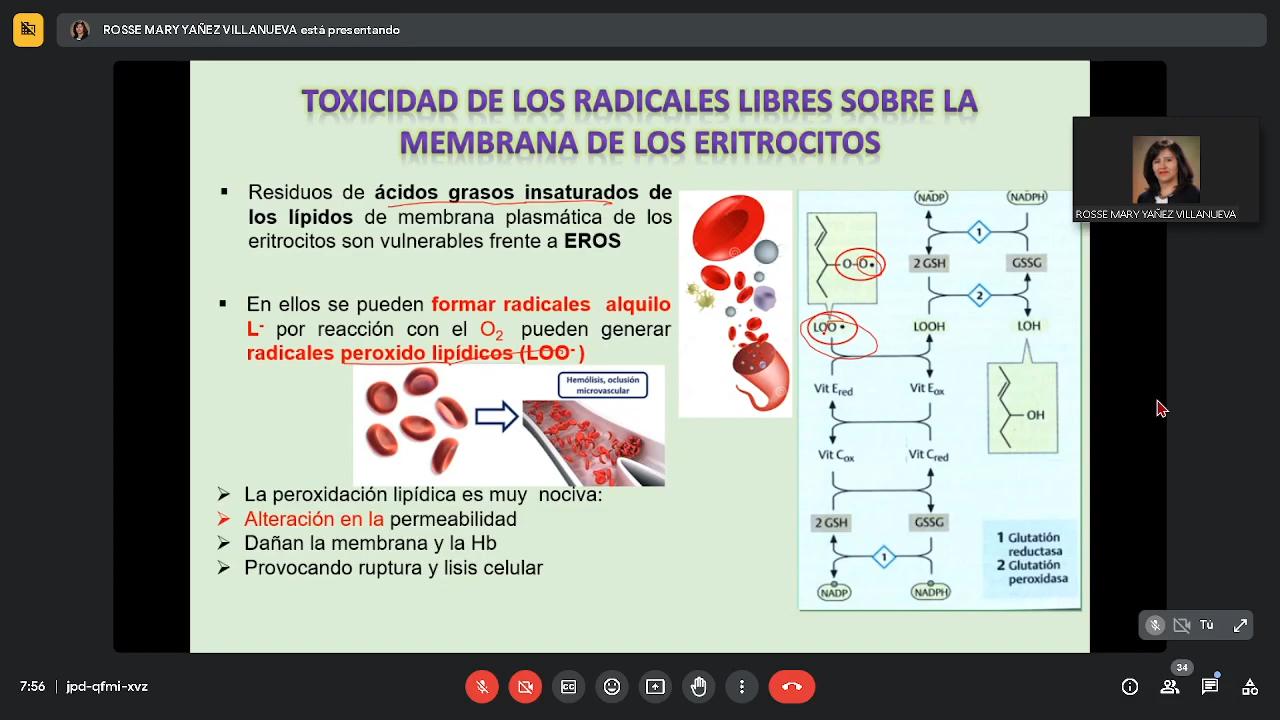 ROSSE MARY YAÑEZ VILLANUEVA está presentando
TOXICIDAD DE LOS RADICALES LIBRES SOBRE LA
MEMBRANA DE LOS ERITROCITOS
ROSSE MARY YAÑEZ VILLANUEVA
▪ Residuos de ácidos grasos insaturados de
los lípidos de membrana plasmática de los
eritrocitos son vulnerables frente a EROS
▪ En ellos se pueden formar radicales alquilo
L- por reacción con el O2 pueden generar
radicales peroxido lipídicos (LOO-)
Hemólisis, oclusión
microvascular
➢ La peroxidación lipídica es muy nociva:
➢ Alteración en la permeabilidad
➢ Dañan la membrana y la Hb
➢ Provocando ruptura y lisis celular
NADP NADPH
1
O-O•
2 GSH GSSG
2
LOO• LOOH LOH
Vit Ered Vit Eox
OH
Vit Cox Vit Cred
2 GSH GSSG
1
NADP NADPH
1 Glutatión
reductasa
2 Glutatión
peroxidasa
Tú
7:56 | jpd-qfmi-xvz
34